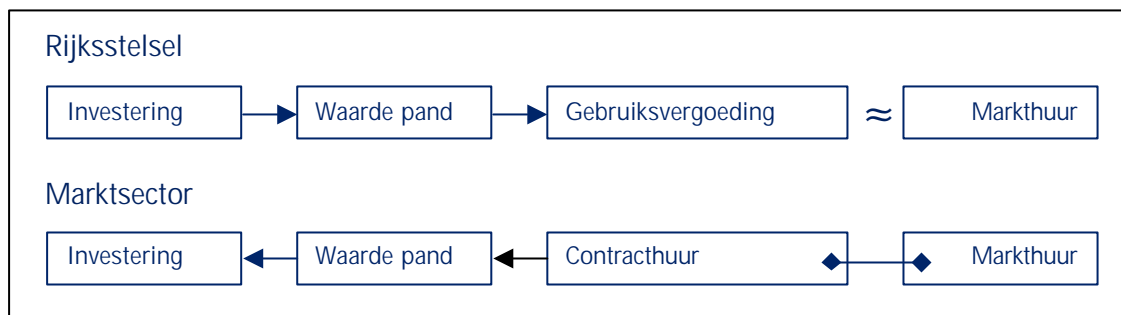 Rijksstelsel
Investering Waarde pand Gebruiksvergoeding ≈ Markthuur
Marktsector
Investering Waarde pand Contracthuur Markthuur